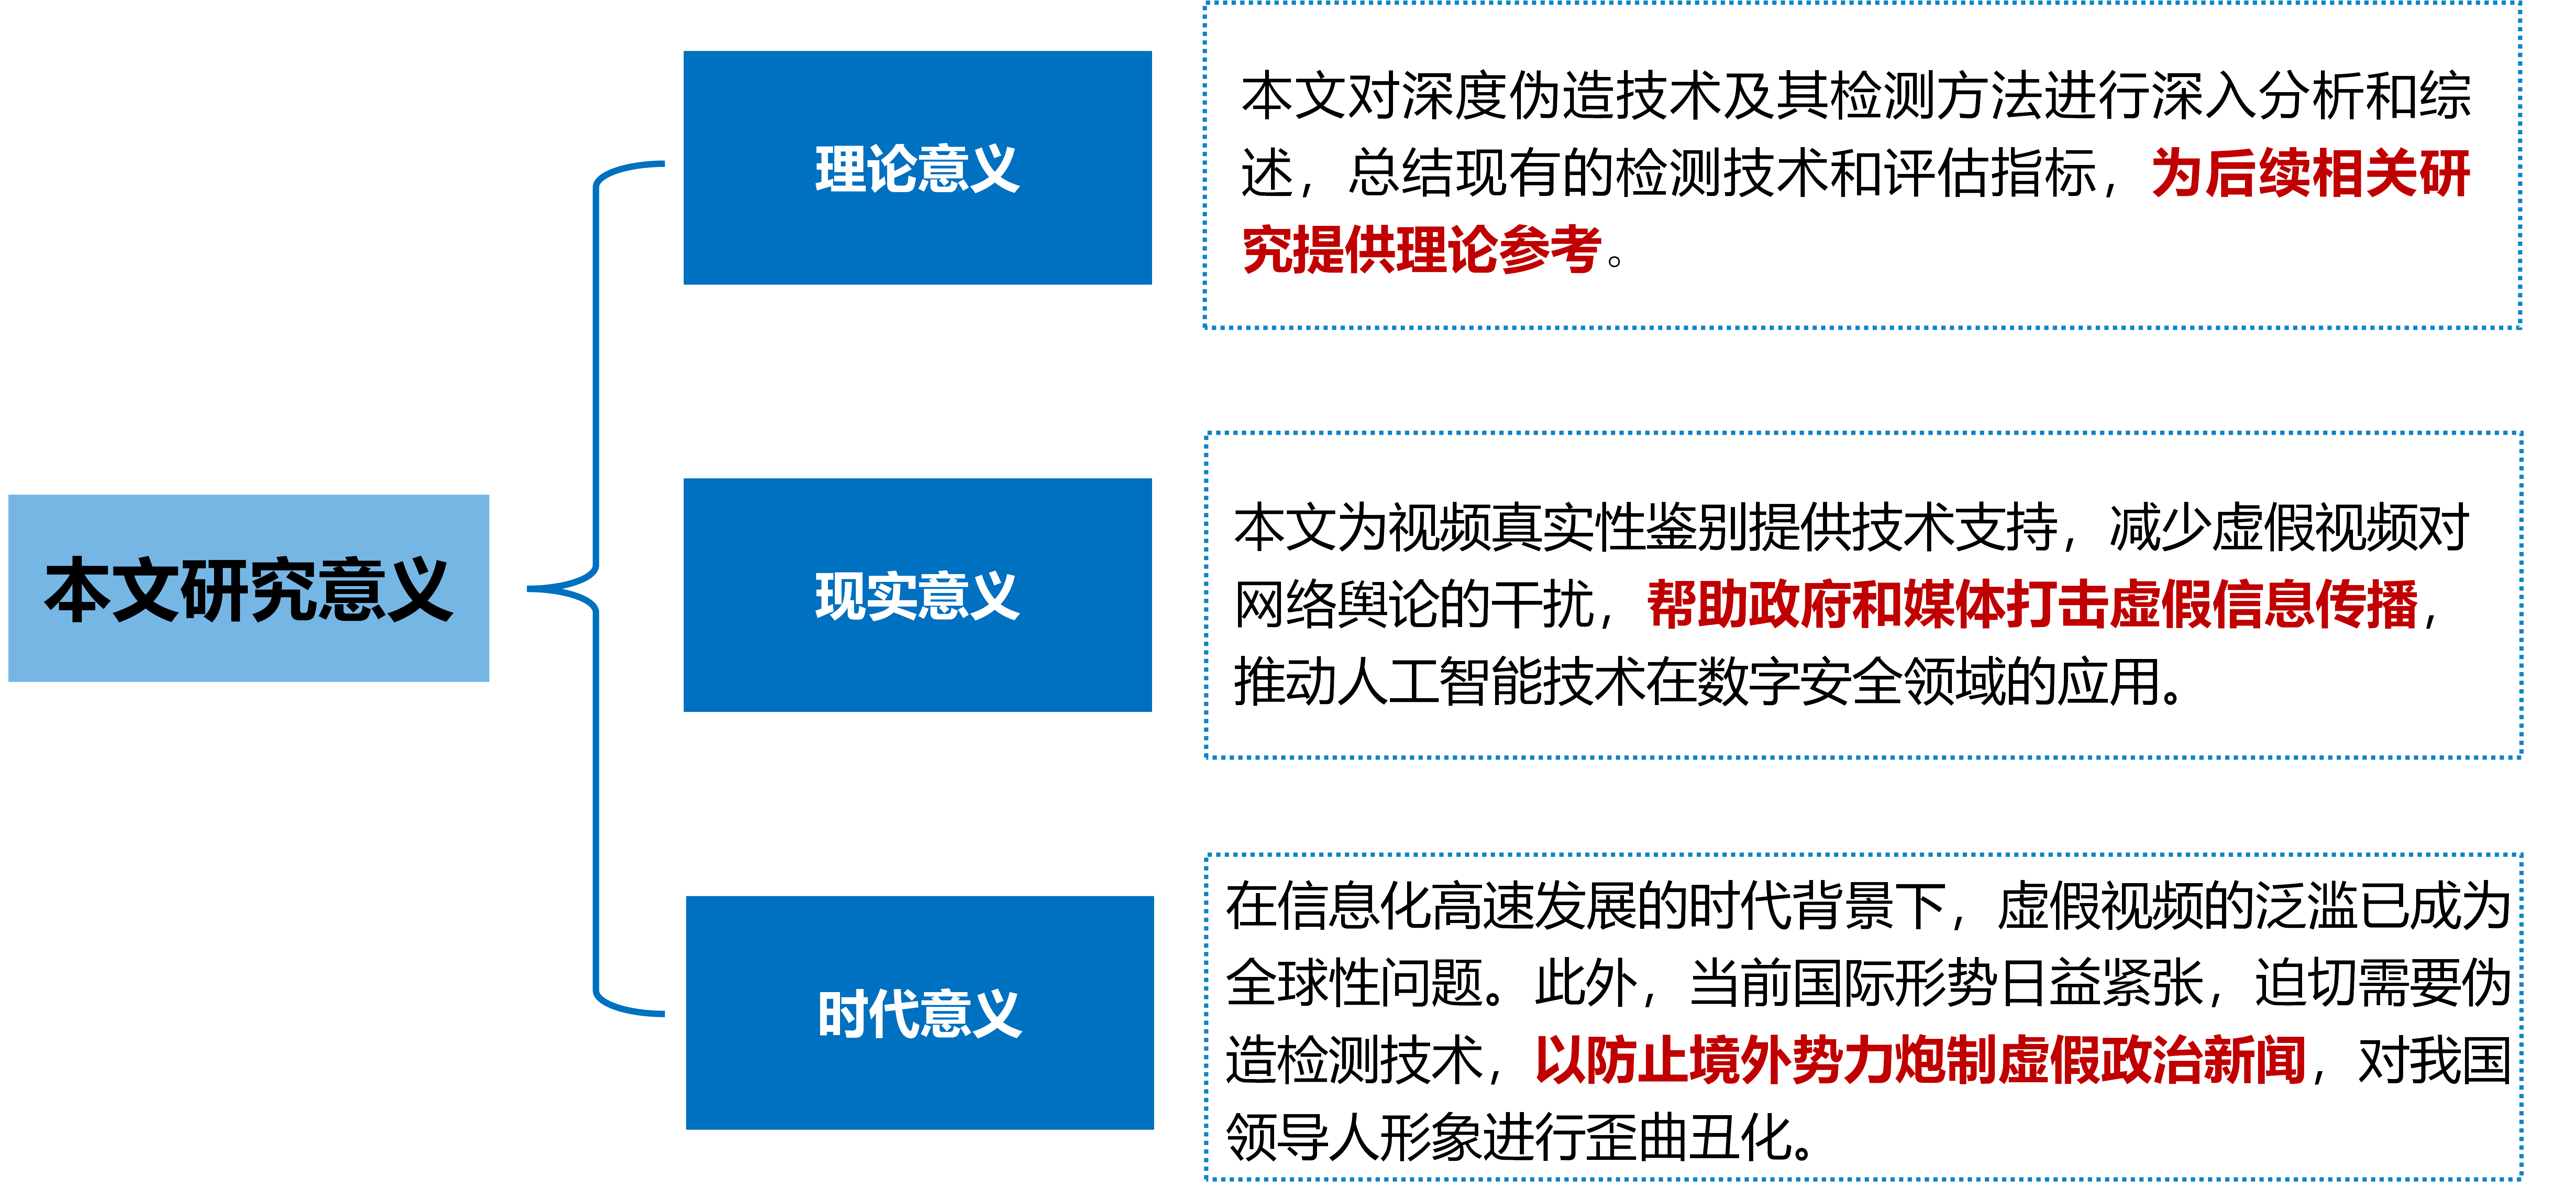 本文研究意义
理论意义
本文对深度伪造技术及其检测方法进行深入分析和综
述，总结现有的检测技术和评估指标，为后续相关研
究提供理论参考。
现实意义
本文为视频真实性鉴别提供技术支持，减少虚假视频对
网络舆论的干扰，帮助政府和媒体打击虚假信息传播，
推动人工智能技术在数字安全领域的应用。
时代意义
在信息化高速发展的时代背景下，虚假视频的泛滥已成为
全球性问题。此外，当前国际形势日益紧张，迫切需要伪
造检测技术，以防止境外势力炮制虚假政治新闻，对我国
领导人形象进行歪曲丑化。